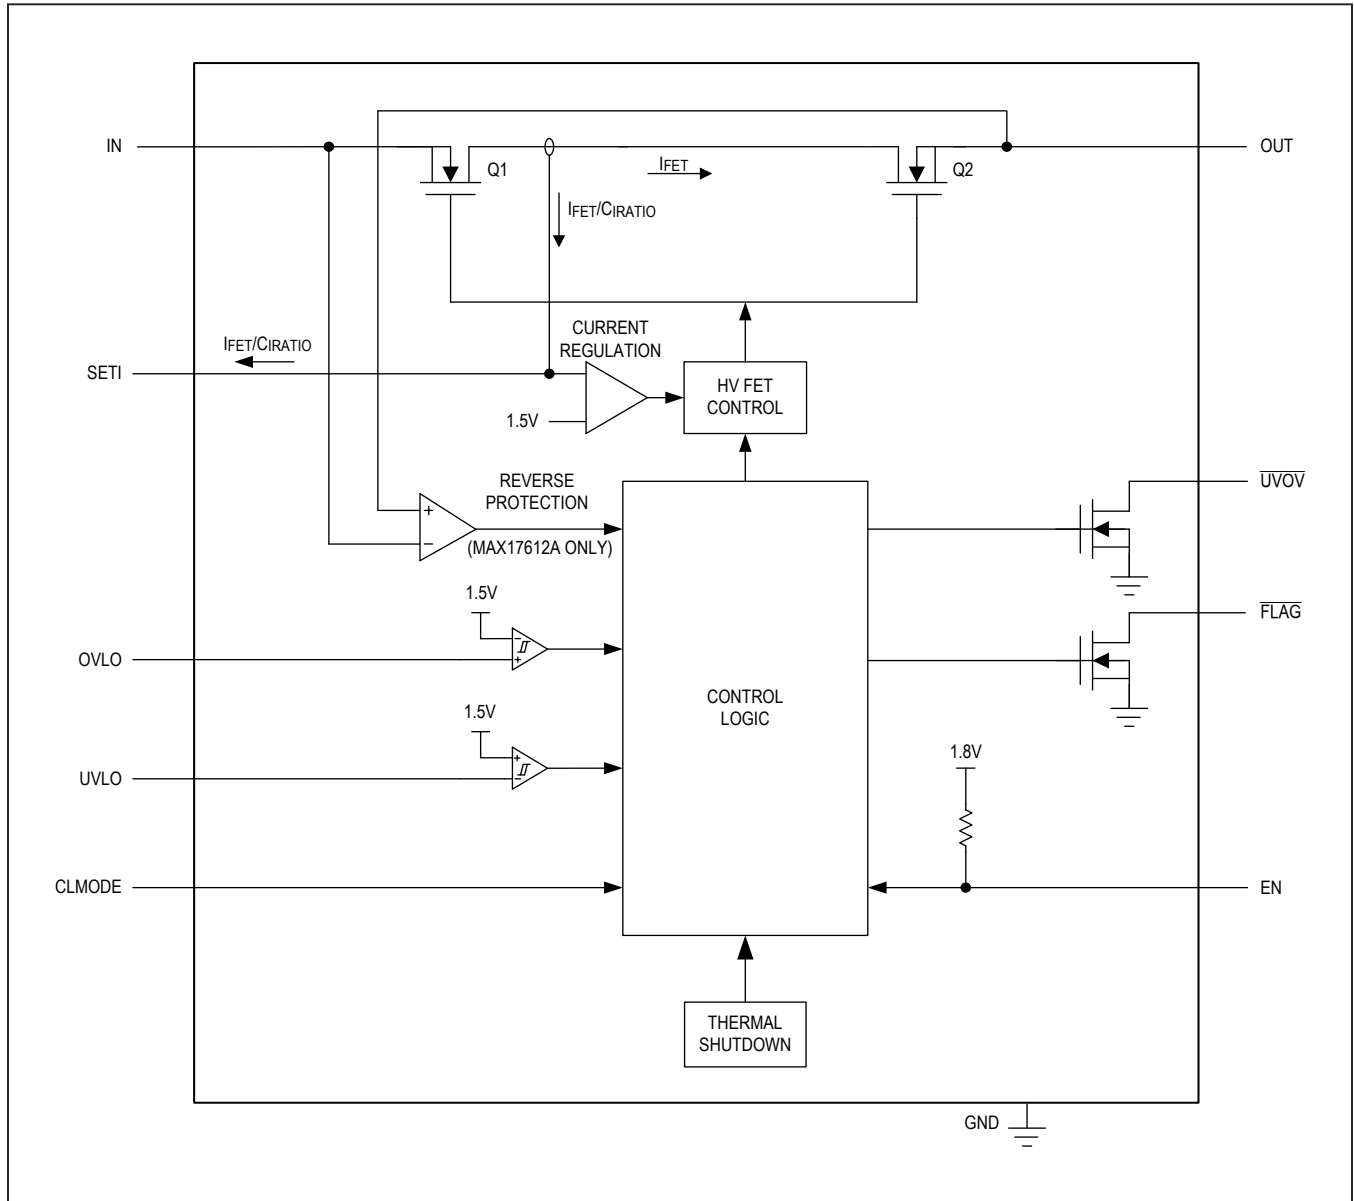 IN
Q1
IFET
Q2
OUT
IFET/CIRATIO
CURRENT
REGULATION
IFET/CIRATIO
SETI
1.5V
HV FET
CONTROL
REVERSE
PROTECTION
(MAX17612A ONLY)
+
−
UVOV
1.5V
−
+
OVLO
FLAG
CONTROL
LOGIC
1.5V
+
−
UVLO
1.8V
CLMODE
EN
THERMAL
SHUTDOWN
GND